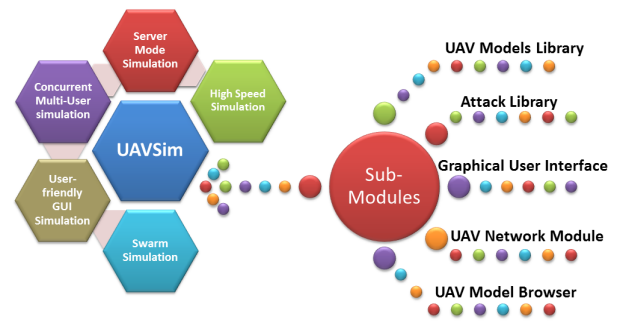 Server
Mode
Simulation
Concurrent
Multi-User
simulation
High Speed
Simulation
UAVSim
User-
friendly
GUI
Simulation
Swarm
Simulation
Sub-
Modules
UAV Models Library
Attack Library
Graphical User Interface
UAV Network Module
UAV Model Browser